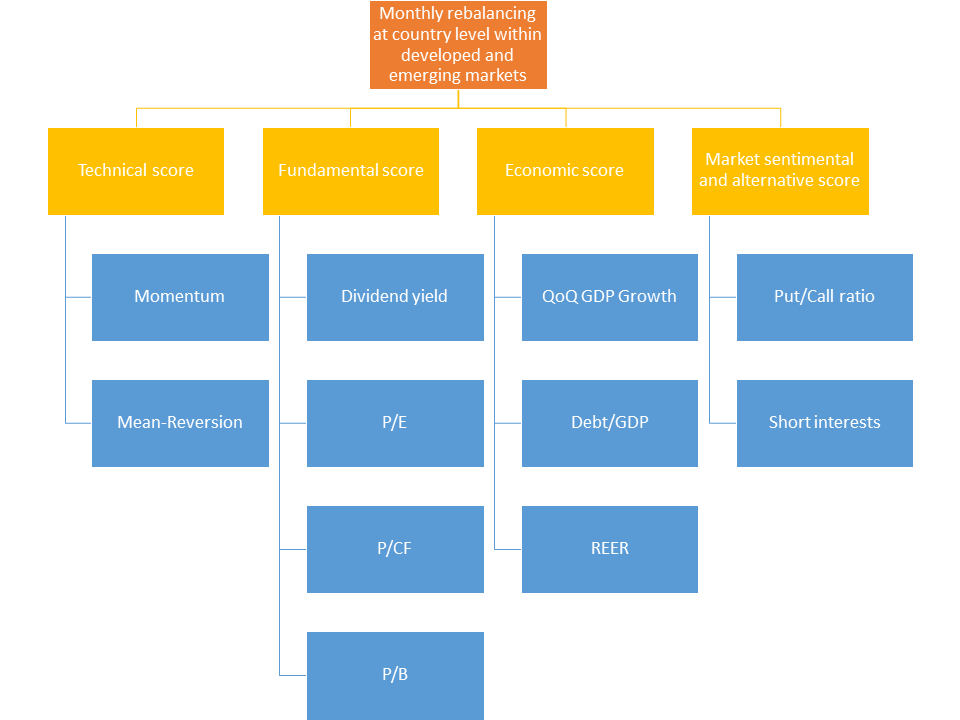 Monthly rebalancing
at country level within
developed and
emerging markets
Technical score
Fundamental score
Economic score
Market sentimental
and alternative score
Momentum
Dividend yield
QoQ GDP Growth
Put/Call ratio
Mean-Reversion
P/E
Debt/GDP
Short interests
P/CF
REER
P/B